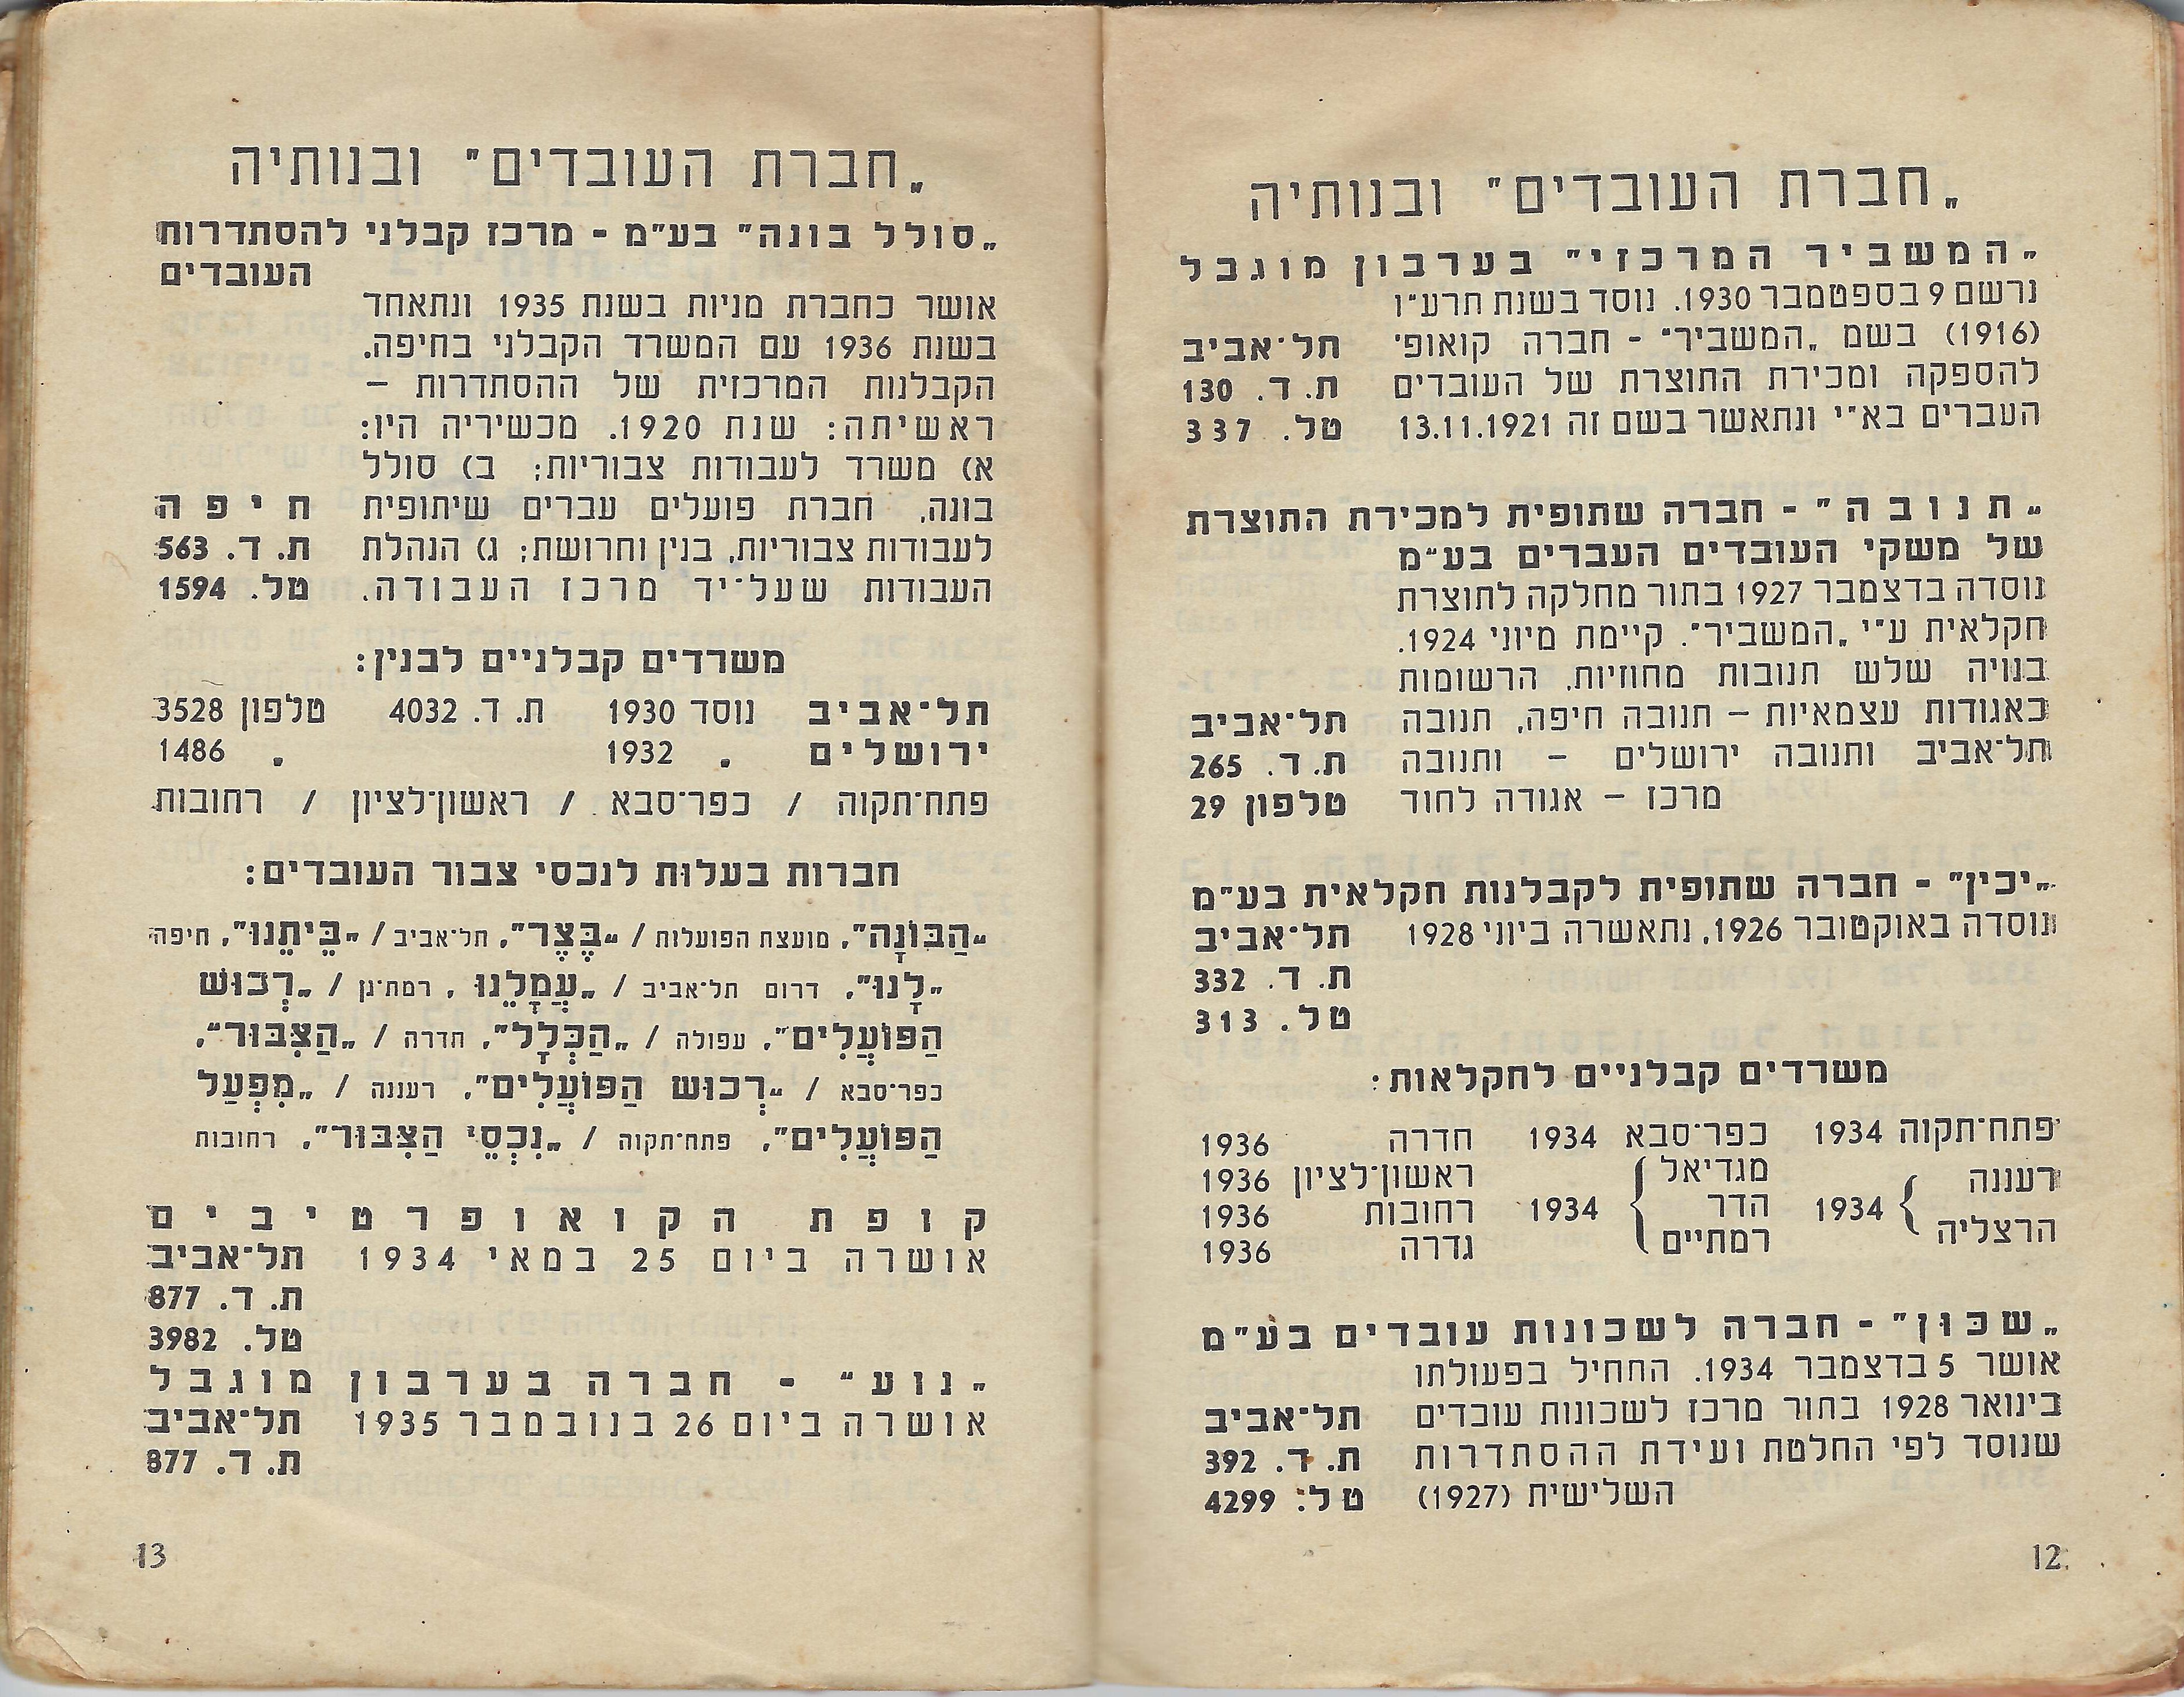 „חברת העובדים" ובנותיה
„המשביר המרכזי" בערבון מוגבל
נרשם 9 בספטמבר 1930. נוסד בשנת תרע״ו
(1916) בשם „המשביר" - חברה קואופ׳ תל־אביב
להספקה ומכירת התוצרת של העובדים ת. ד. 130
העברים בא״י ונתאשר בשם זה 13.11.1921 טל. 337
„תנובה" - חברה שתופית למכירת התוצרת
של משקי העובדים העברים בע״מ
נוסדה בדצמבר 1927 בתור מחלקה לתוצרת
חקלאית ע״י „המשביר". קיימת מיוני 1924.
בנויה שלש תנובות מחוזיות, הרשומות
כאגודות עצמאיות – תנובה חיפה, תנובה תל־אביב
תל־אביב ותנובה ירושלים – ותנובה ת. ד. 265
מרכז – אגודה לחוד טלפון 29
„יכין" - חברה שתופית לקבלנות חקלאית בע״מ
נוסדה באוקטובר 1926, נתאשרה ביוני 1928 תל־אביב
ת. ד. 332
טל. 313
משרדים קבלניים לחקלאות:
פתח־תקוה 1934 כפר־סבא 1934 חדרה 1936
רעננה } 1934 מגדיאל } 1934 ראשון־לציון 1936
הדר רחובות 1936
הרצליה רמתיים גדרה 1936
„שכּוּן" - חברה לשכונות עובדים בע״מ
אושר 5 בדצמבר 1934. התחיל בפעולתו
בינואר 1928 בתור מרכז לשכונות עובדים תל־אביב
שנוסד לפי החלטת ועידת ההסתדרות ת. ד. 392
השלישית (1927) טל. 4299
12
„חברת העובדים" ובנותיה
„סולל בונה" בע״מ - מרכז קבלני להסתדרות
העובדים
אושר כחברת מניות בשנת 1935 ונתאחד
בשנת 1936 עם המשרד הקבלני בחיפה.
הקבלנות המרכזית של ההסתדרות –
ראשיתה: שנת 1920. מכשיריה היו:
א) משרד לעבודות צבוריות; ב) סולל
בונה, חברת פועלים עברים שיתופית חיפה
לעבודות צבוריות, בנין וחרושת; ג) הנהלת ת. ד. 563
העבודות שעל־יד מרכז העבודה. טל. 1594
משרדים קבלניים לבנין:
תל־אביב נוסד 1930 ת. ד. 4032 טלפון 3528
ירושלים „ 1932 „ 1486
פתח־תקוה / כפר־סבא / ראשון־לציון / רחובות
חברות בעלוּת לנכסי צבור העובדים:
„הַבּוֹנָה", מועצת הפועלות / „בֶּצֶר", תל־אביב / „בֵּיתֵנוּ", חיפה
„לָנוּ", דרום תל־אביב / „עֲמָלֵנוּ, רמת־גן / „רְכוּשׁ
הַפּוֹעֲלִים", עפולה / „הַכְּלָל", חדרה / „הַצִּבּוּר",
כפר־סבא / „רְכוּשׁ הַפּוֹעֲלִים", רעננה / „מִפְעַל
הַפּוֹעֲלִים", פתח־תקוה / „נִכְסֵי הַצִּבּוּר", רחובות
קופת הקואופרטיבים
אושרה ביום 25 במאי 1934 תל־אביב
ת. ד. 877
טל. 3982
„נוע" - חברה בערבון מוגבל
אושרה ביום 26 בנובמבר 1935 תל־אביב
ת. ד. 877
13